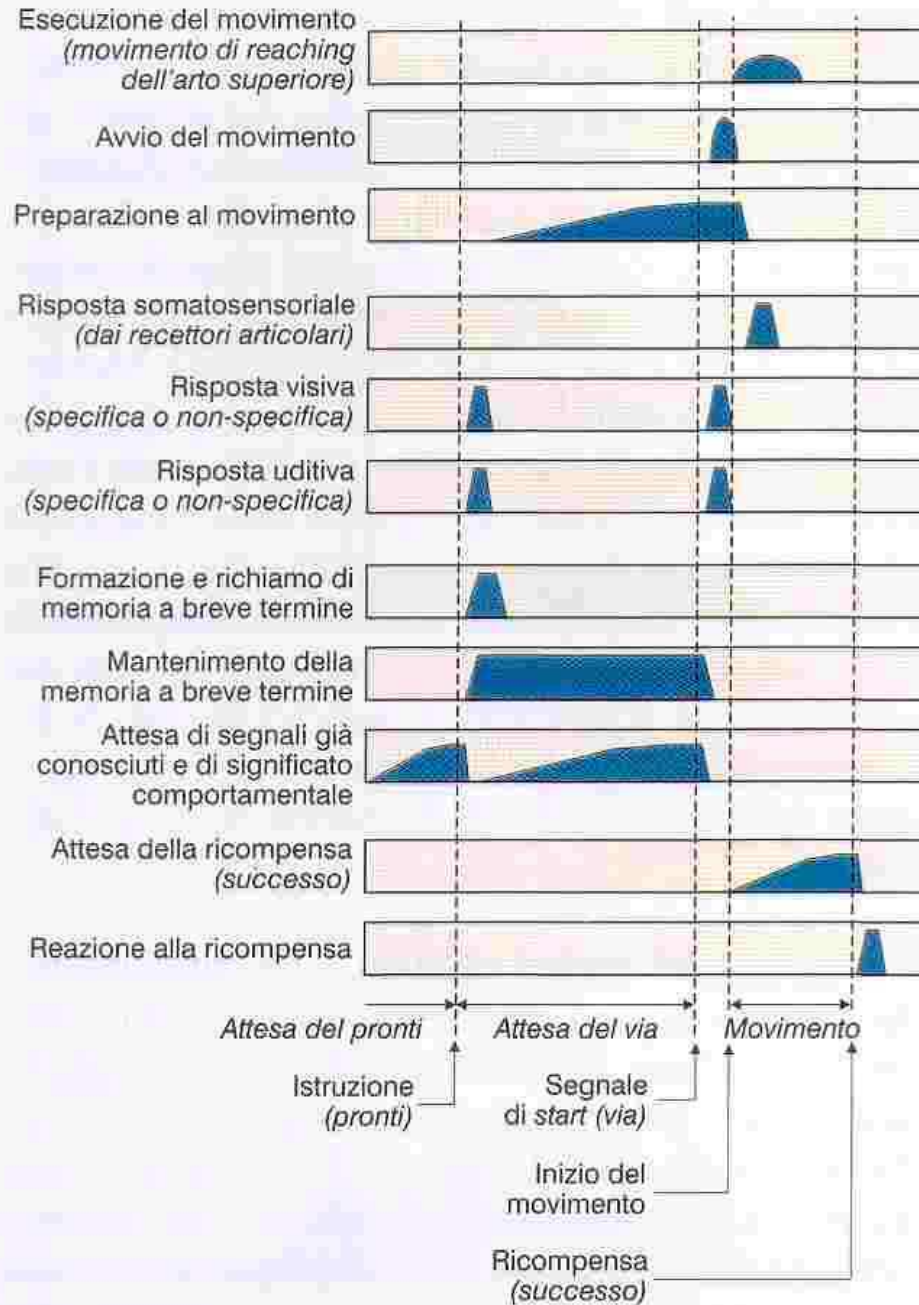 Esecuzione del movimento
(movimento di reaching
dell'arto superiore)
Avvio del movimento
Preparazione al movimento
Risposta somatosensoriale
(dai recettori articolari)
Risposta visiva
(specifica o non-specifica)
Risposta uditiva
(specifica o non-specifica)
Formazione e richiamo di
memoria a breve termine
Mantenimento della
memoria a breve termine
Attesa di segnali già
conosciuti e di significato
comportamentale
Attesa della ricompensa
(successo)
Reazione alla ricompensa
Attesa del pronti
Attesa del via
Movimento
Istruzione
(pronti)
Segnale
di start (via)
Inizio del
movimento
Ricompensa
(successo)